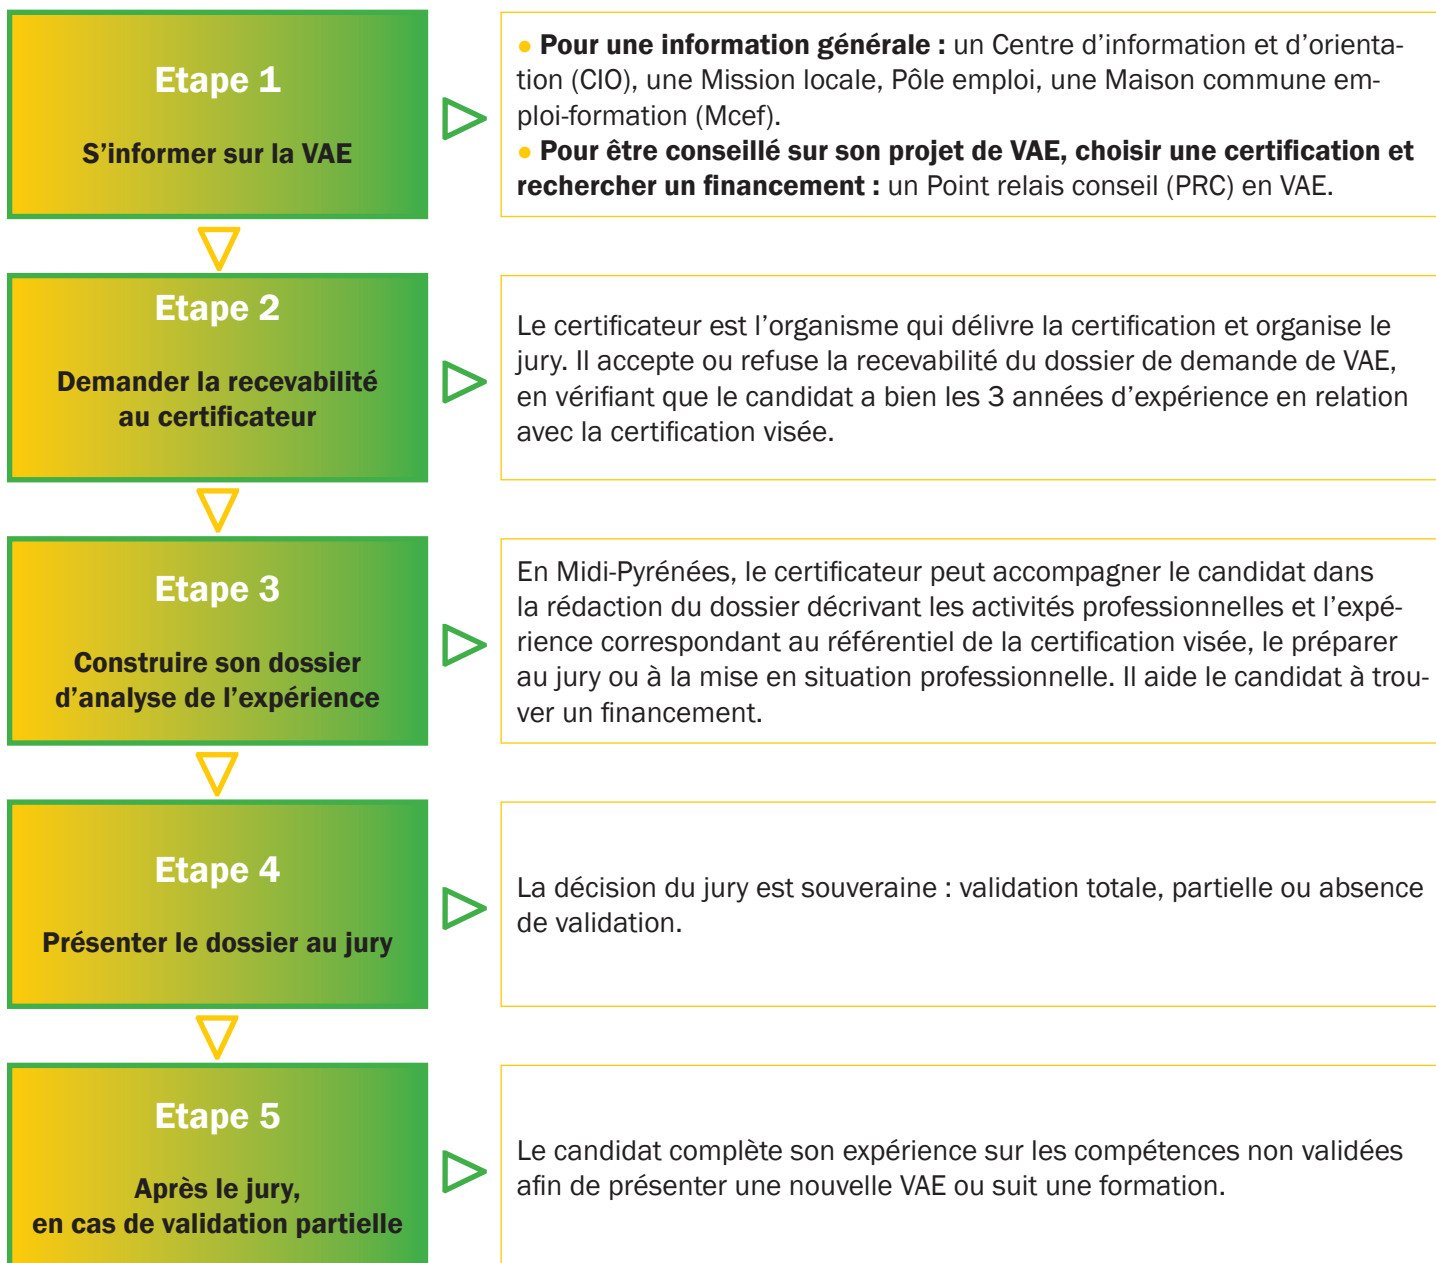 Etape 1
S’informer sur la VAE
● Pour une information générale : un Centre d’information et d’orienta-
tion (CIO), une Mission locale, Pôle emploi, une Maison commune em-
ploi-formation (Mcef).
● Pour être conseillé sur son projet de VAE, choisir une certification et
rechercher un financement : un Point relais conseil (PRC) en VAE.
Etape 2
Demander la recevabilité
au certificateur
Le certificateur est l’organisme qui délivre la certification et organise le
jury. Il accepte ou refuse la recevabilité du dossier de demande de VAE,
en vérifiant que le candidat a bien les 3 années d’expérience en relation
avec la certification visée.
Etape 3
Construire son dossier
d’analyse de l’expérience
En Midi-Pyrénées, le certificateur peut accompagner le candidat dans
la rédaction du dossier décrivant les activités professionnelles et l’expé-
rience correspondant au référentiel de la certification visée, le préparer
au jury ou à la mise en situation professionnelle. Il aide le candidat à trou-
ver un financement.
Etape 4
Présenter le dossier au jury
La décision du jury est souveraine : validation totale, partielle ou absence
de validation.
Etape 5
Après le jury,
en cas de validation partielle
Le candidat complète son expérience sur les compétences non validées
afin de présenter une nouvelle VAE ou suit une formation.